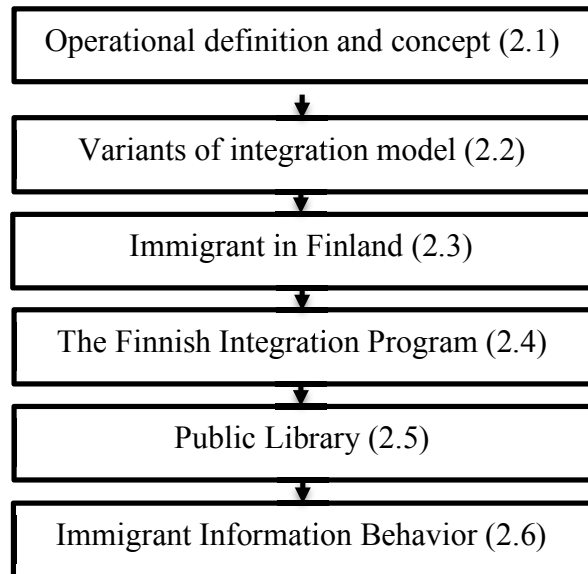 Operational definition and concept (2.1)
Variants of integration model (2.2)
Immigrant in Finland (2.3)
The Finnish Integration Program (2.4)
Public Library (2.5)
Immigrant Information Behavior (2.6)